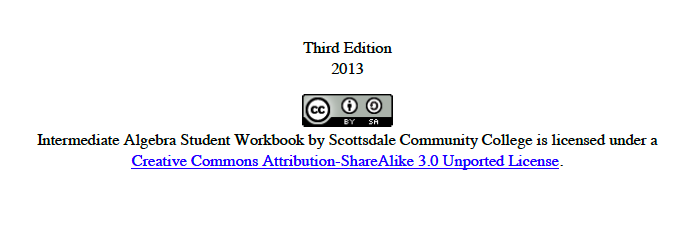 Third Edition
2013
cc
BY SA
Intermediate Algebra Student Workbook by Scottsdale Community College is licensed under a
Creative Commons Attribution-ShareAlike 3.0 Unported License.